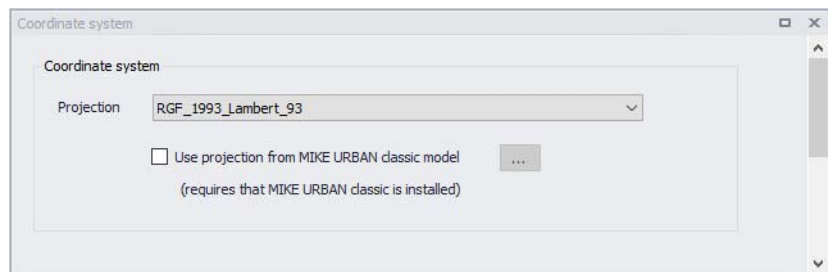 Coordinate system
Coordinate system
Projection RGF_1993_Lambert_93
Use projection from MIKE URBAN classic model ...
(requires that MIKE URBAN classic is installed)